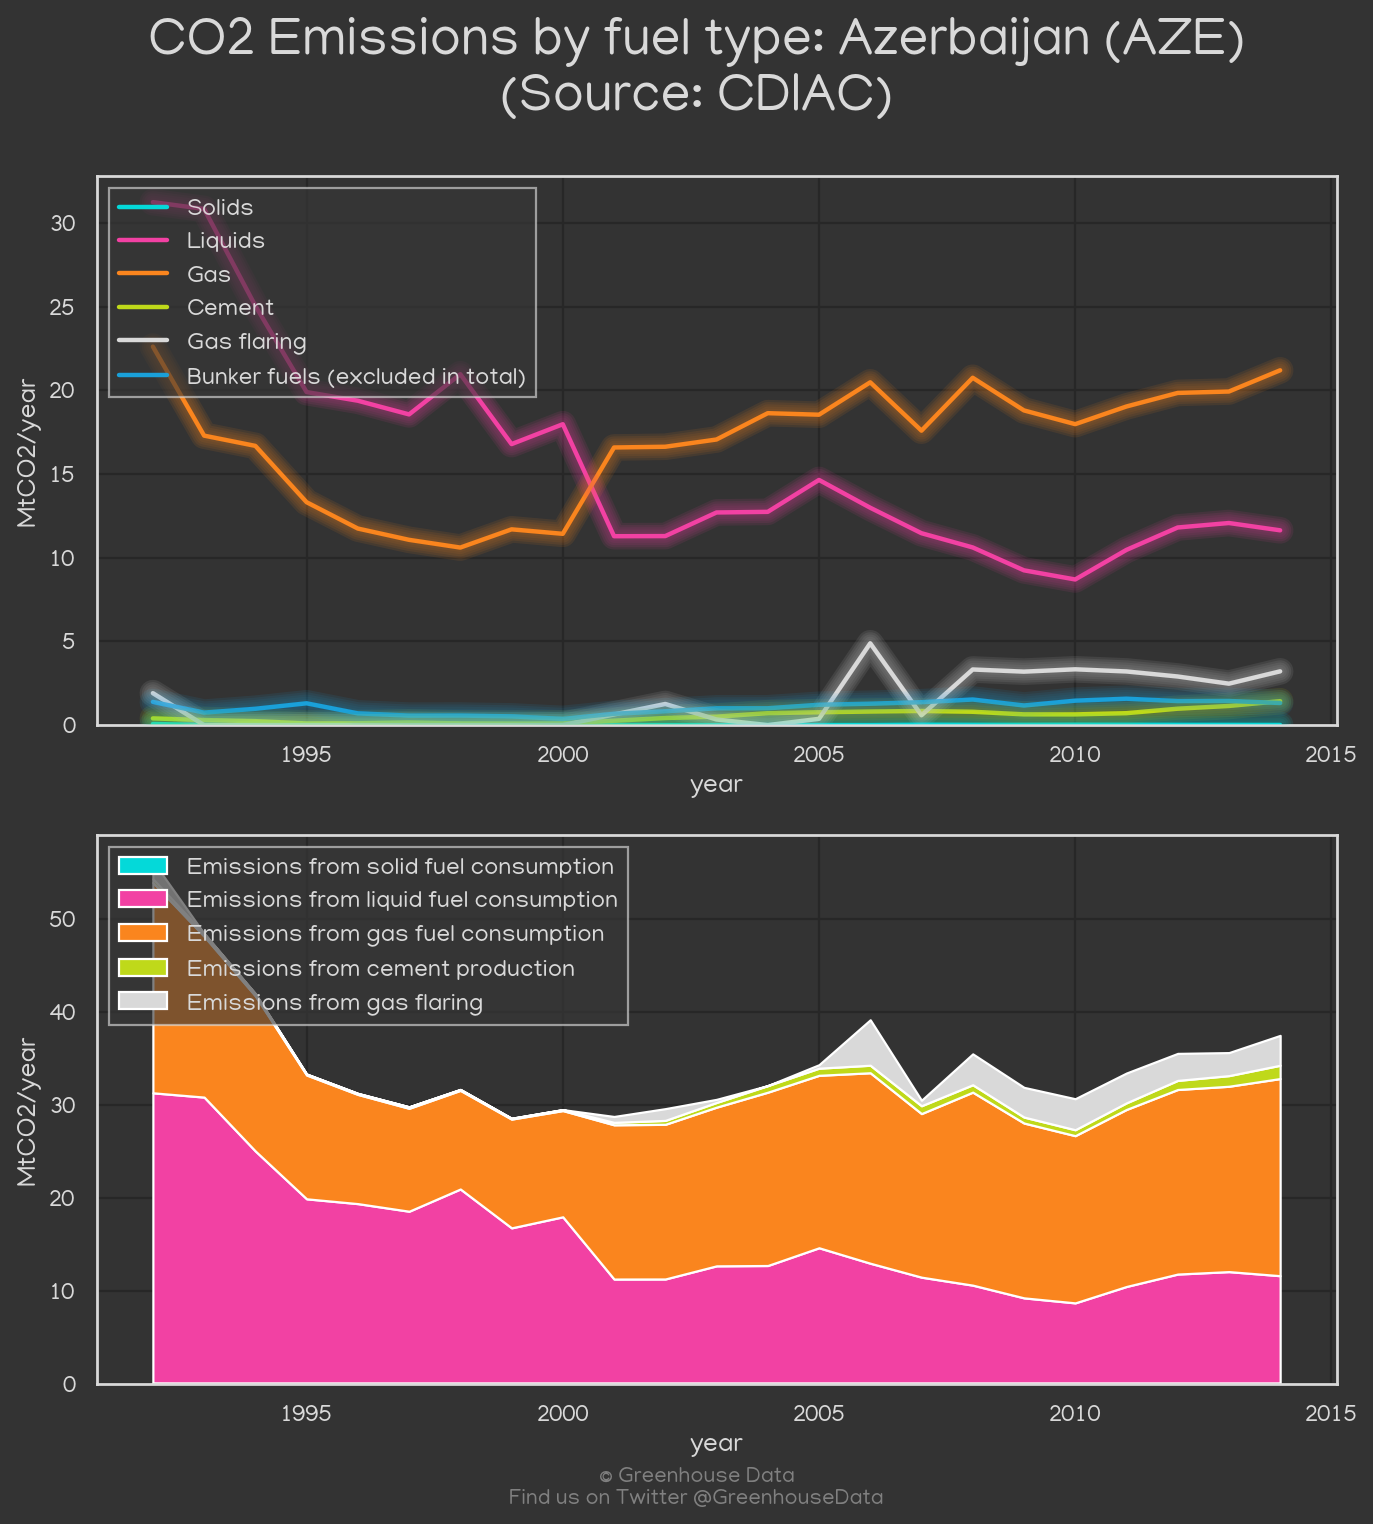 CO2 Emissions by fuel type: Azerbaijan (AZE)
(Source: CDIAC)
Solids
Liquids
Gas
Cement
Gas flaring
Bunker fuels (excluded in total)
30
25
20
15
10
5
0
MtCO2/year
1995 2000 2005 2010 2015
year
Emissions from solid fuel consumption
Emissions from liquid fuel consumption
Emissions from gas fuel consumption
Emissions from cement production
Emissions from gas flaring
50
40
30
20
10
0
MtCO2/year
1995 2000 2005 2010 2015
year
© Greenhouse Data
Find us on Twitter @GreenhouseData